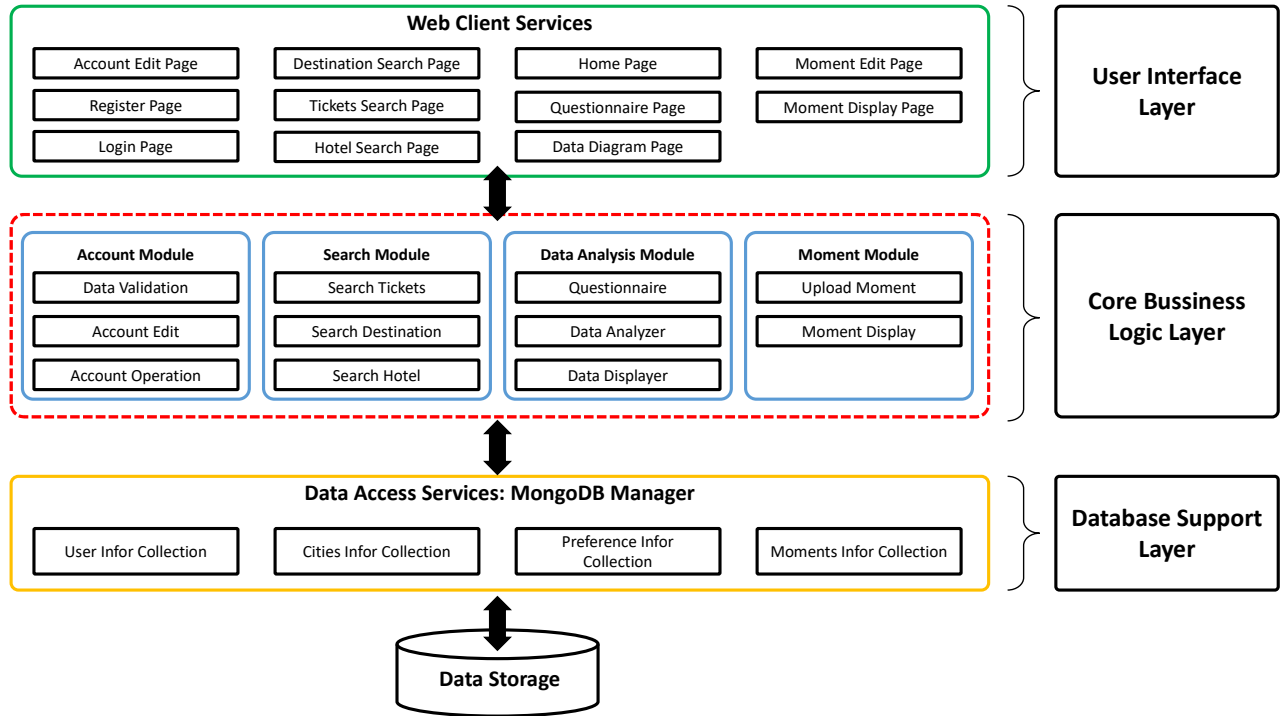 Web Client Services
Account Edit Page
Destination Search Page
Home Page
Moment Edit Page
Register Page
Tickets Search Page
Questionnaire Page
Moment Display Page
Login Page
Hotel Search Page
Data Diagram Page
User Interface
Layer
Account Module
Search Module
Data Analysis Module
Moment Module
Data Validation
Search Tickets
Questionnaire
Upload Moment
Account Edit
Search Destination
Data Analyzer
Moment Display
Account Operation
Search Hotel
Data Displayer
Core Bussiness
Logic Layer
Data Access Services: MongoDB Manager
User Infor Collection
Cities Infor Collection
Preference Infor
Collection
Moments Infor Collection
Database Support
Layer
Data Storage